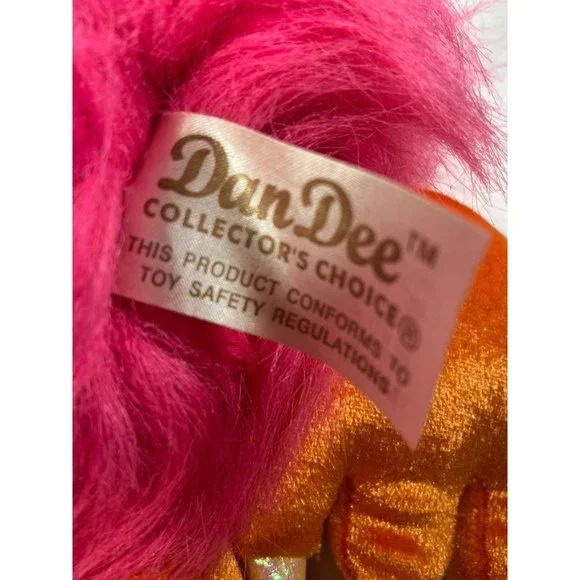 Dan Dee™
COLLECTOR'S CHOICE®
THIS PRODUCT CONFORMS TO
TOY SAFETY REGULATIONS